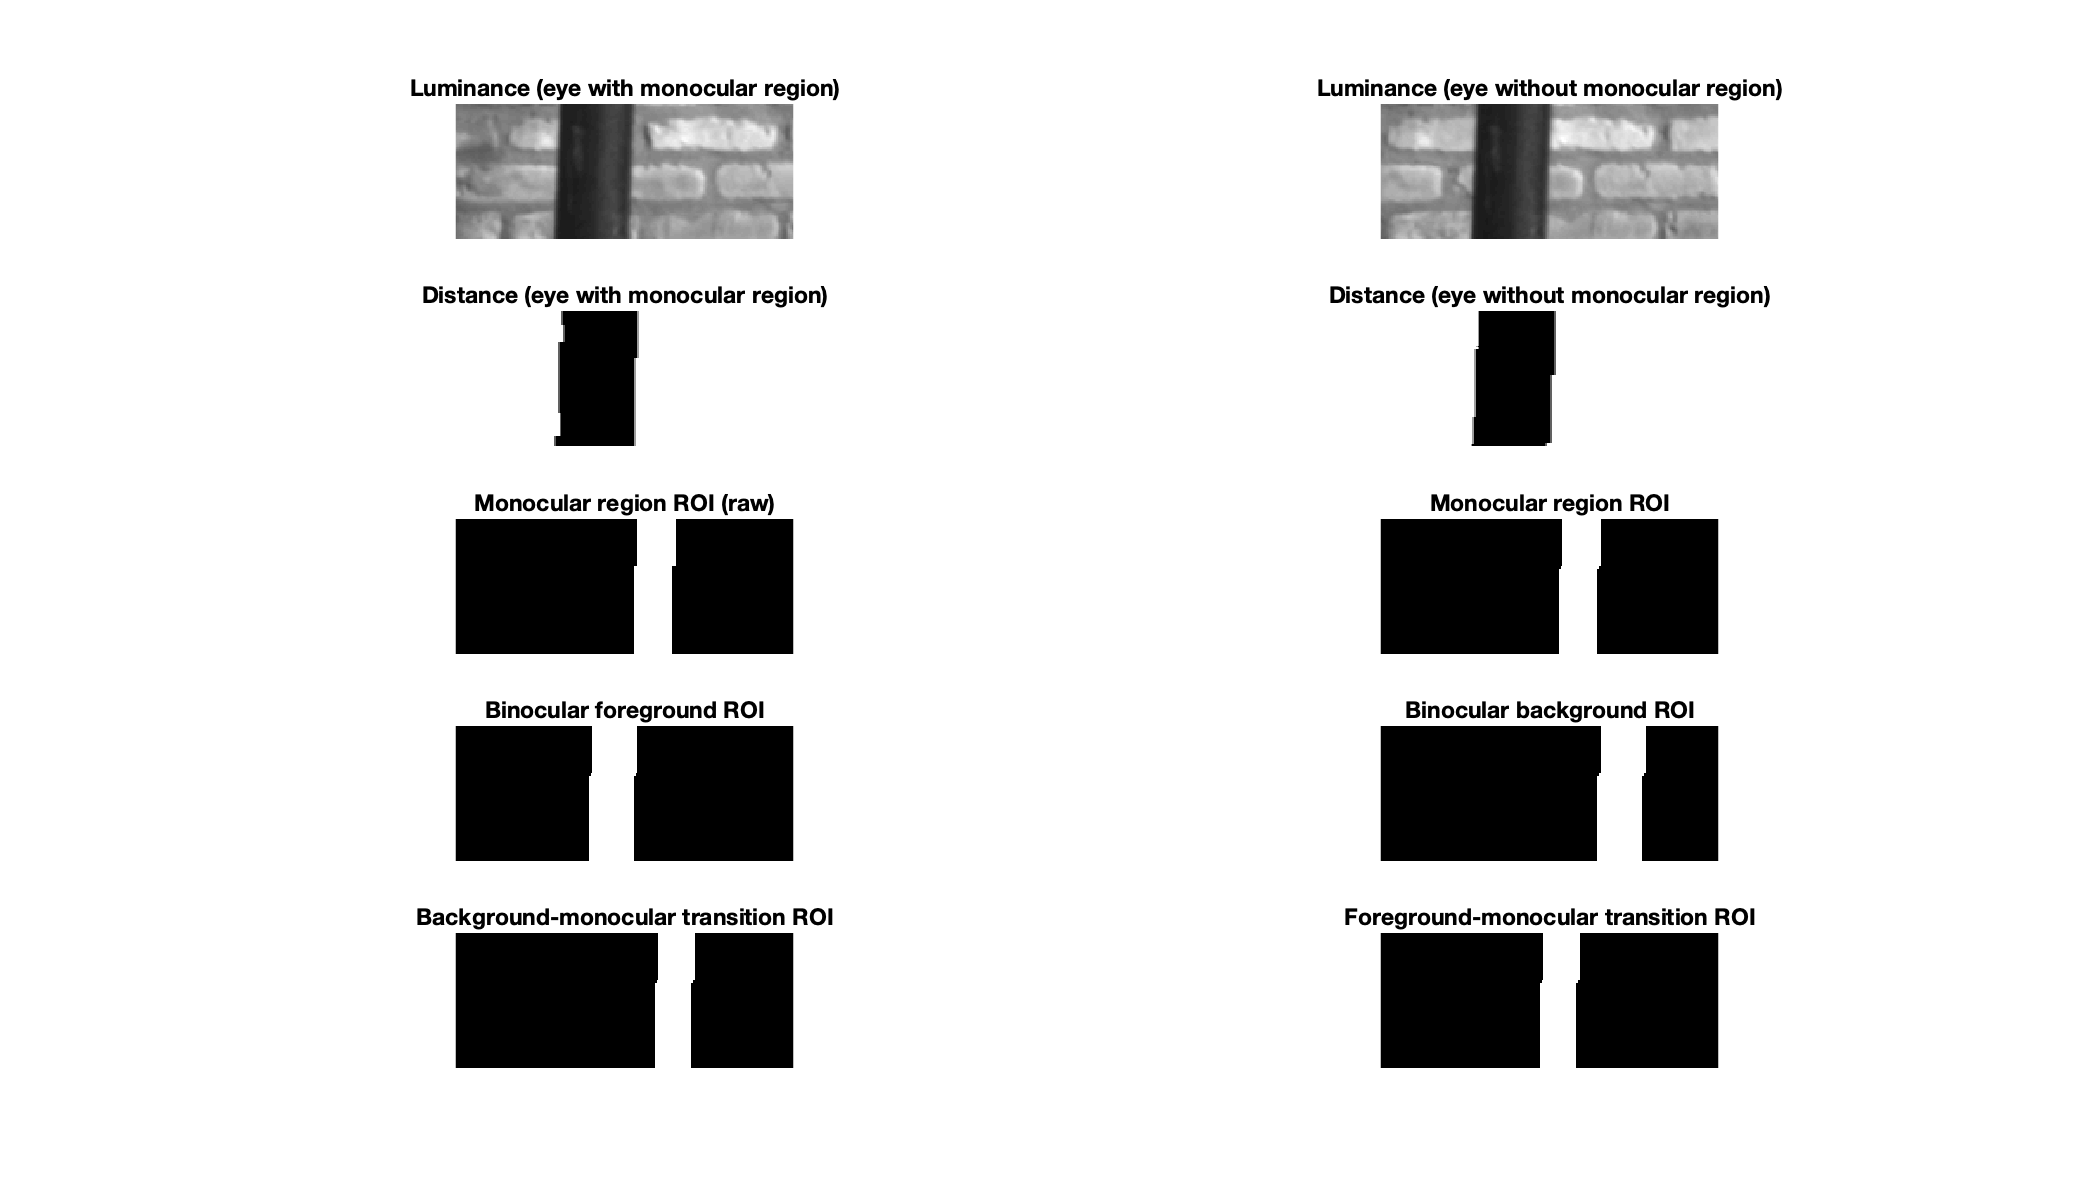 Luminance (eye with monocular region)
Luminance (eye without monocular region)
Distance (eye with monocular region)
Distance (eye without monocular region)
Monocular region ROI (raw)
Monocular region ROI
Binocular foreground ROI
Binocular background ROI
Background-monocular transition ROI
Foreground-monocular transition ROI